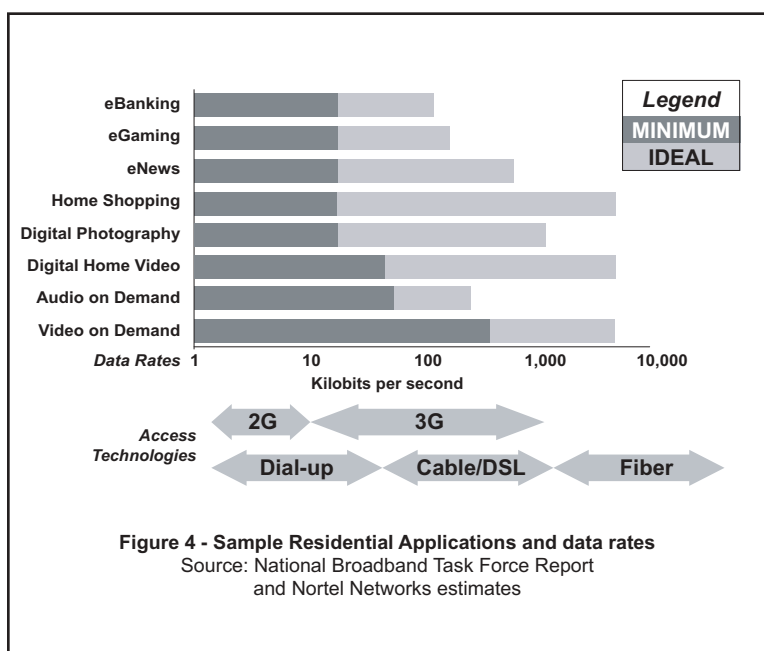 eBanking
eGaming
eNews
Home Shopping
Digital Photography
Digital Home Video
Audio on Demand
Video on Demand
Legend
MINIMUM
IDEAL
Data Rates 1 10 100 1,000 10,000
Kilobits per second
Access
Technologies
2G 3G
Dial-up Cable/DSL Fiber
Figure 4 - Sample Residential Applications and data rates
Source: National Broadband Task Force Report
and Nortel Networks estimates